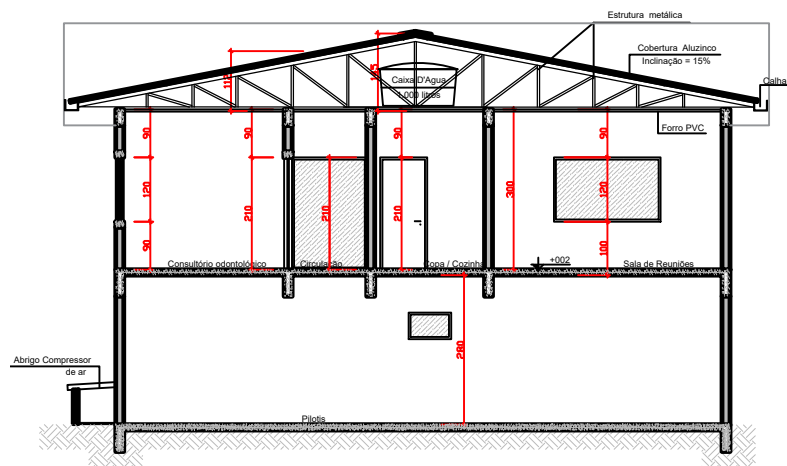 Estrutura metálica
Cobertura Aluzinco
Inclinação = 15%
Calha
Caixa D'Agua
1.000 litros
Forro PVC
90
90
90
90
120
120
210
210
210
300
90
100
Consultório odontológico
Circulação
Copa / Cozinha
+002
Sala de Reuniões
280
Abrigo Compressor
de ar
Pilotis